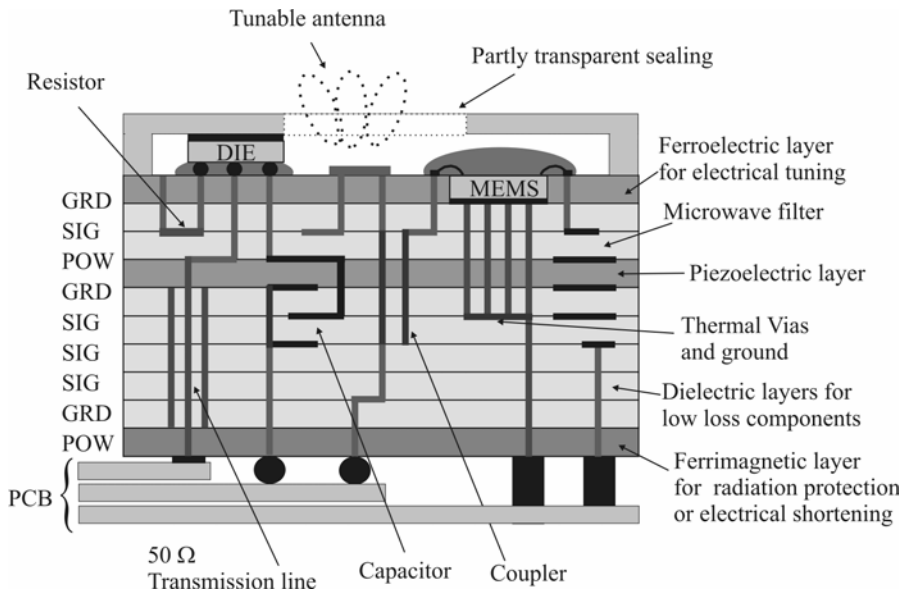 Tunable antenna
Partly transparent sealing
Resistor
DIE
MEMS
Ferroelectric layer
for electrical tuning
Microwave filter
Piezoelectric layer
Thermal Vias
and ground
Dielectric layers for
low loss components
Ferrimagnetic layer
for radiation protection
or electrical shortening
GRD
SIG
POW
GRD
SIG
SIG
SIG
GRD
POW
PCB
50 Ω
Transmission line
Capacitor
Coupler